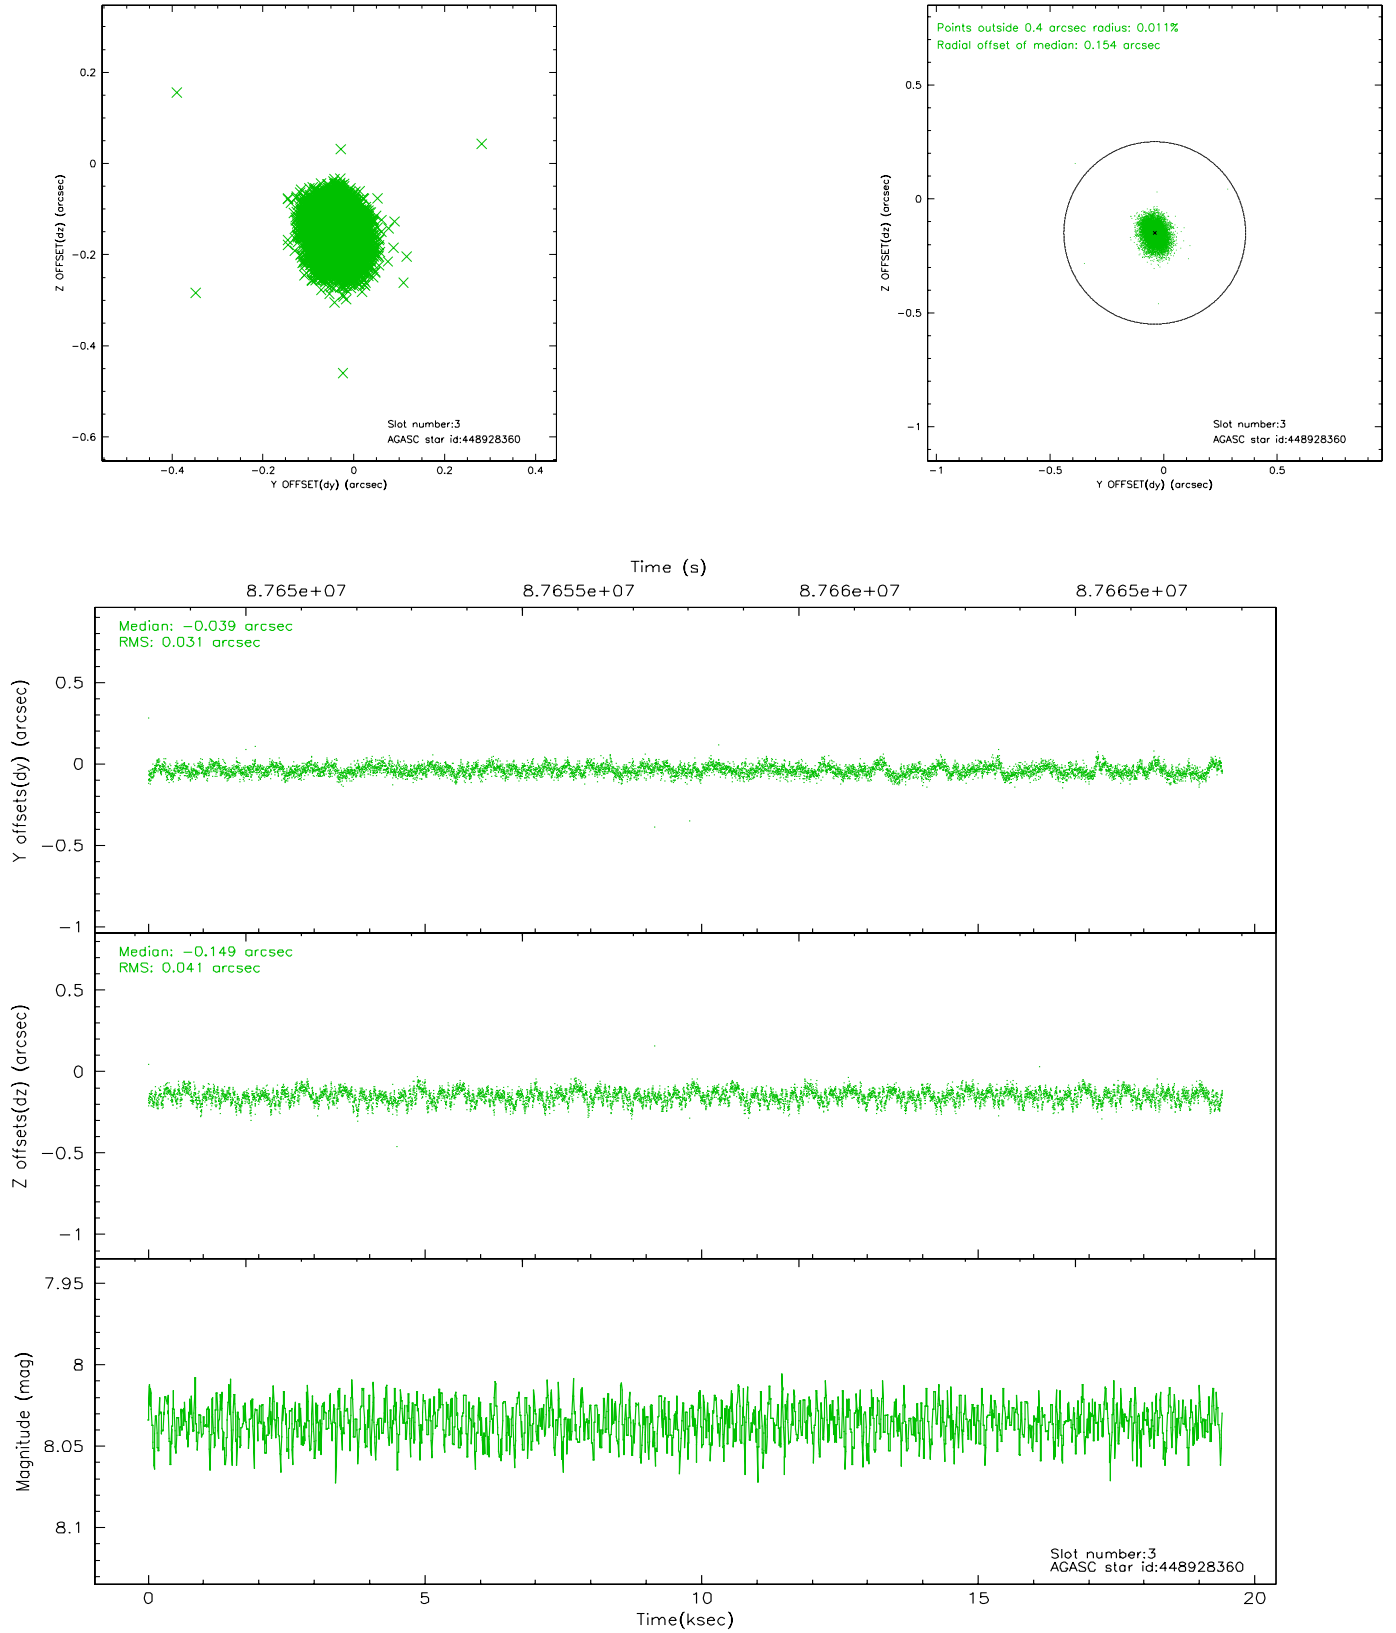 0.2
0
−0.2
−0.4
−0.6
Z OFFSET(dz) (arcsec)
Slot number:3
AGASC star id:448928360
−0.4 −0.2 0 0.2 0.4
Y OFFSET(dy) (arcsec)
Points outside 0.4 arcsec radius: 0.011%
Radial offset of median: 0.154 arcsec
0.5
0
−0.5
−1
Z OFFSET(dz) (arcsec)
Slot number:3
AGASC star id:448928360
−1 −0.5 0 0.5
Y OFFSET(dy) (arcsec)
Time (s)
8.765e+07 8.7655e+07 8.766e+07 8.7665e+07
Median: −0.039 arcsec
RMS: 0.031 arcsec
0.5
0
−0.5
−1
Y offsets(dy) (arcsec)
Median: −0.149 arcsec
RMS: 0.041 arcsec
0.5
0
−0.5
−1
Z offsets(dz) (arcsec)
7.95
8
8.05
8.1
Magnitude (mag)
Slot number:3
AGASC star id:448928360
0 5 10 15 20
Time(ksec)